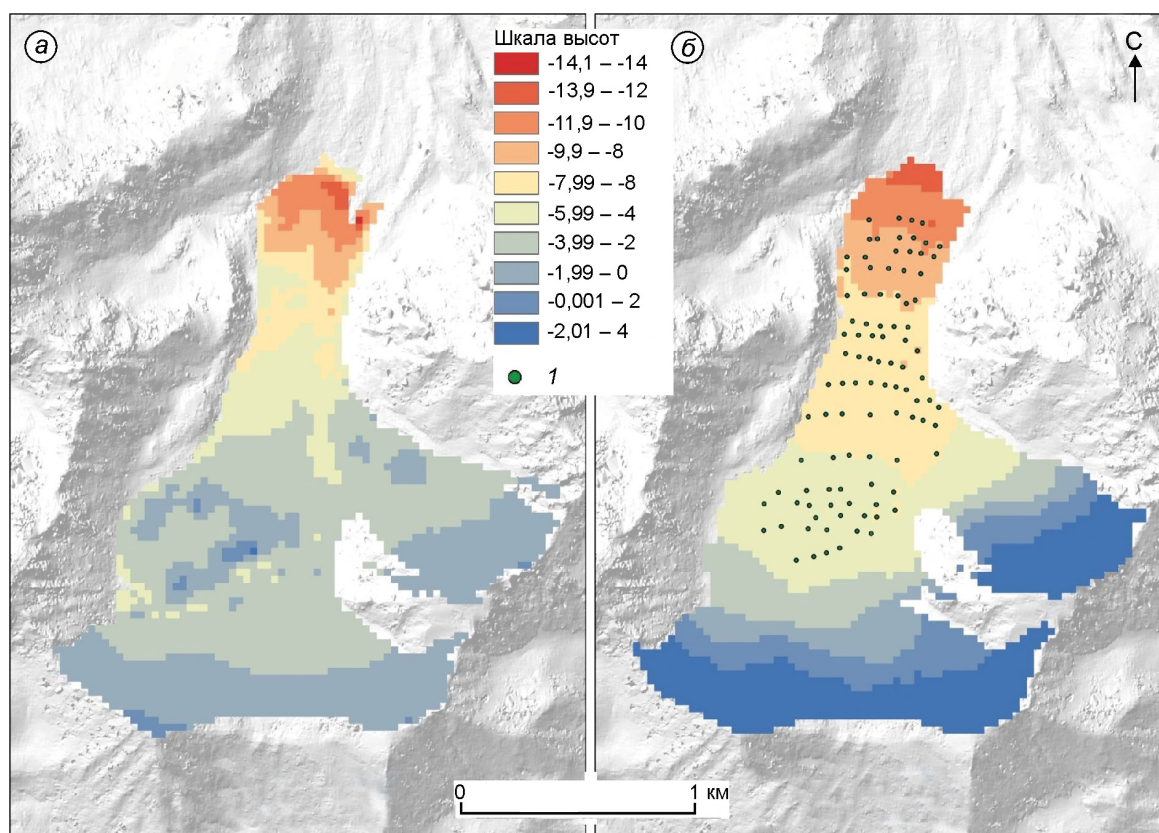 а
Шкала высот
-14,1 – -14
-13,9 – -12
-11,9 – -10
-9,9 – -8
-7,99 – -8
-5,99 – -4
-3,99 – -2
-1,99 – 0
-0,001 – 2
-2,01 – 4
1
б
С
0 1 км